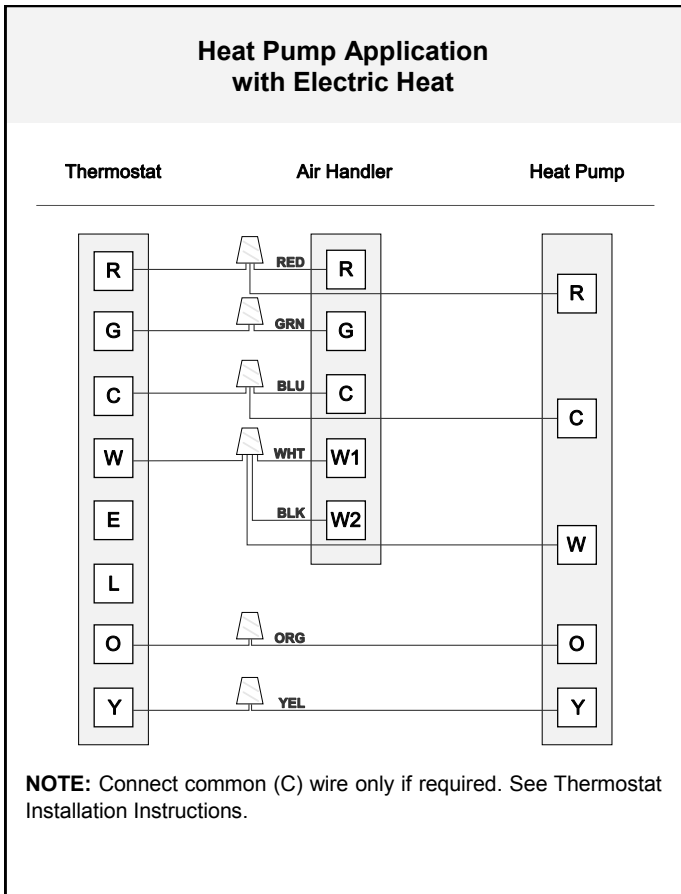 Heat Pump Application
with Electric Heat
Thermostat Air Handler Heat Pump
R RED R
R
G GRN G
C BLU C
C
W WHT W1
E BLK W2
W
L
O ORG O
Y YEL Y
NOTE: Connect common (C) wire only if required. See Thermostat
Installation Instructions.